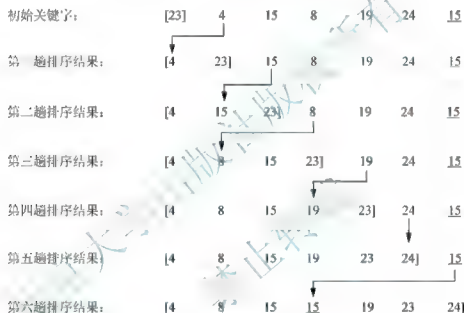 初始关键字： [23] 4 15 8 19 24 15
第一趟排序结果： [4 23] 15 8 19 24 15
第二趟排序结果： [4 15 23] 8 19 24 15
第三趟排序结果： [4 8 15 23] 19 24 15
第四趟排序结果： [4 8 15 19 23] 24 15
第五趟排序结果： [4 8 15 19 23 24] 15
第六趟排序结果： [4 8 15 15 19 23 24]